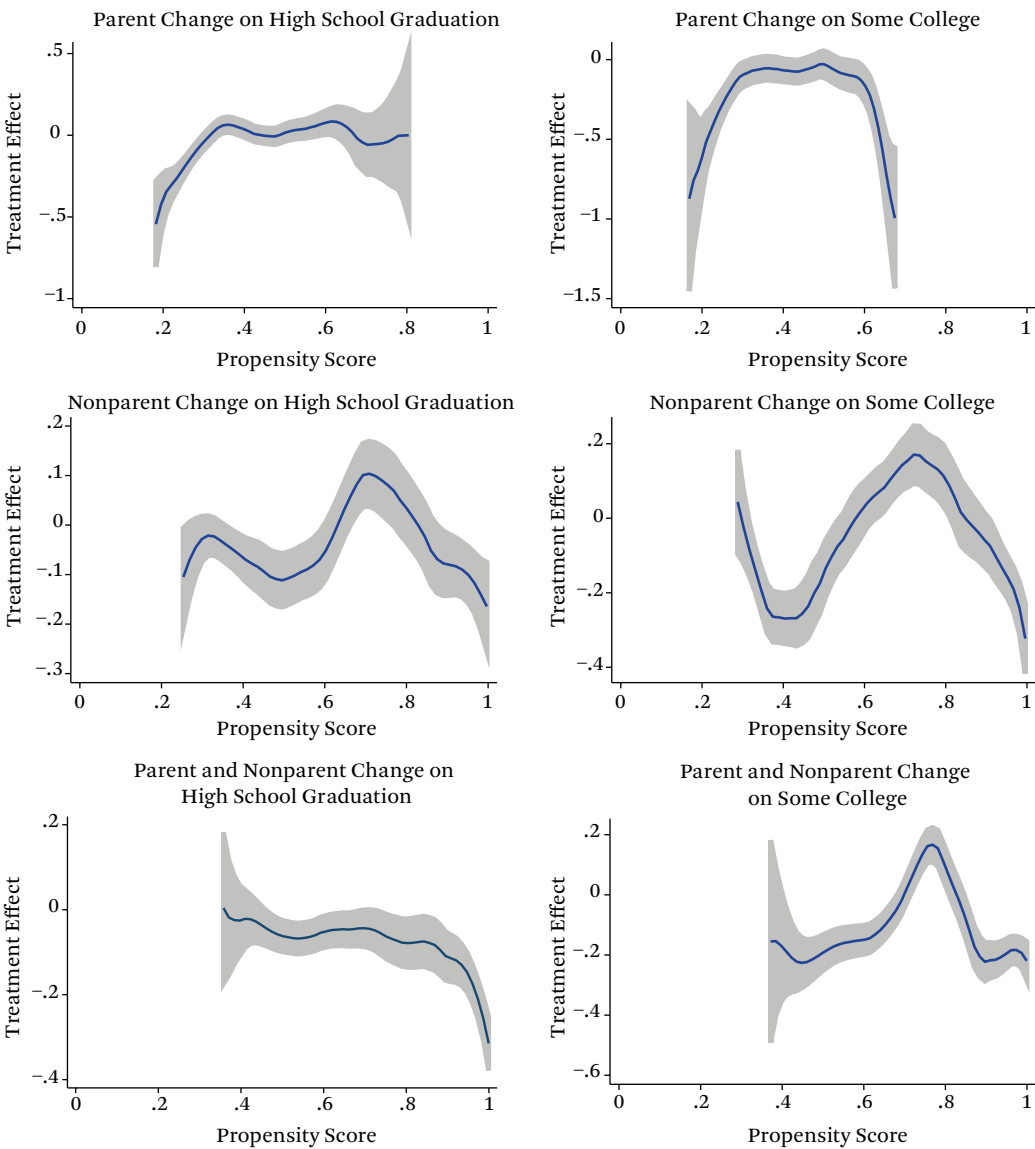 Parent Change on High School Graduation
Treatment Effect
.5
0
−.5
−1
0 .2 .4 .6 .8 1
Propensity Score
Parent Change on Some College
Treatment Effect
0
−.5
−1
−1.5
0 .2 .4 .6 .8 1
Propensity Score
Nonparent Change on High School Graduation
Treatment Effect
.2
.1
0
−.1
−.2
−.3
0 .2 .4 .6 .8 1
Propensity Score
Nonparent Change on Some College
Treatment Effect
.2
0
−.2
−.4
0 .2 .4 .6 .8 1
Propensity Score
Parent and Nonparent Change on
High School Graduation
Treatment Effect
.2
0
−.2
−.4
0 .2 .4 .6 .8 1
Propensity Score
Parent and Nonparent Change
on Some College
Treatment Effect
.2
0
−.2
−.4
−.6
0 .2 .4 .6 .8 1
Propensity Score